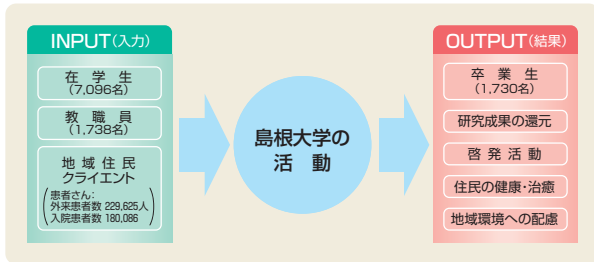 INPUT(入力)
在学生
(7,096名)
教職員
(1,738名)
地域住民
クライエント
(患者さん:
外来患者数 229,625人
入院患者数 180,086)
島根大学の
活動
OUTPUT(結果)
卒業生
(1,730名)
研究成果の還元
啓発活動
住民の健康・治癒
地域環境への配慮